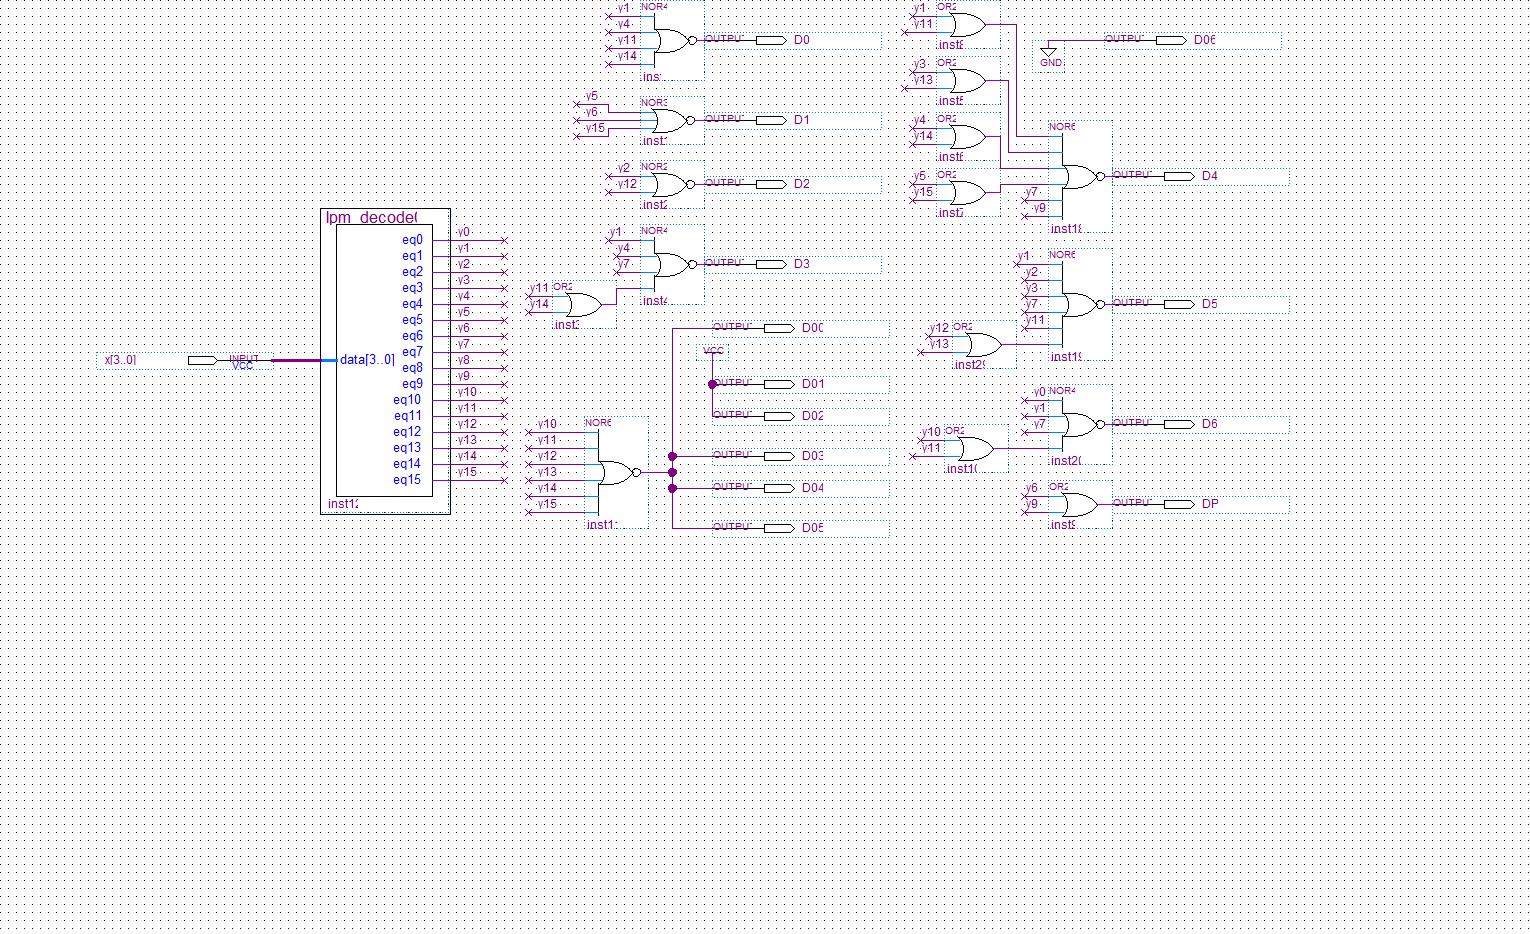 y1 NOR4
y4
y11
y14
OUTPUT D0
inst
y5 NOR3
y6
y15
OUTPUT D1
inst
y2 NOR2
y12
OUTPUT D2
inst2
y1 NOR4
y4
y7
OUTPUT D3
inst4
y11 OR2
y14
inst3
y1 OR2
y11
inst8
y3 OR2
y13
inst5
y4 OR2
y14
inst6
y5 OR2
y15
inst7
NOR6
y7
y9
OUTPUT D4
inst18
OUTPUT D06
GND
y1 NOR6
y2
y3
y7
y11
OUTPUT D5
inst19
y12 OR2
y13
inst29
y0 NOR4
y1
y7
OUTPUT D6
inst20
y10 OR2
y11
inst10
y6 OR2
y9
OUTPUT DP
inst9
lpm_decode0
eq0 y0
eq1 y1
eq2 y2
eq3 y3
eq4 y4
eq5 y5
eq6 y6
eq7 y7
eq8 y8
eq9 y9
eq10 y10
eq11 y11
eq12 y12
eq13 y13
eq14 y14
eq15 y15
data[3..0]
inst12
x[3..0] INPUT
VCC
y10 NOR6
y11
y12
y13
y14
y15
inst1
OUTPUT D00
VCC
OUTPUT D01
OUTPUT D02
OUTPUT D03
OUTPUT D04
OUTPUT D05